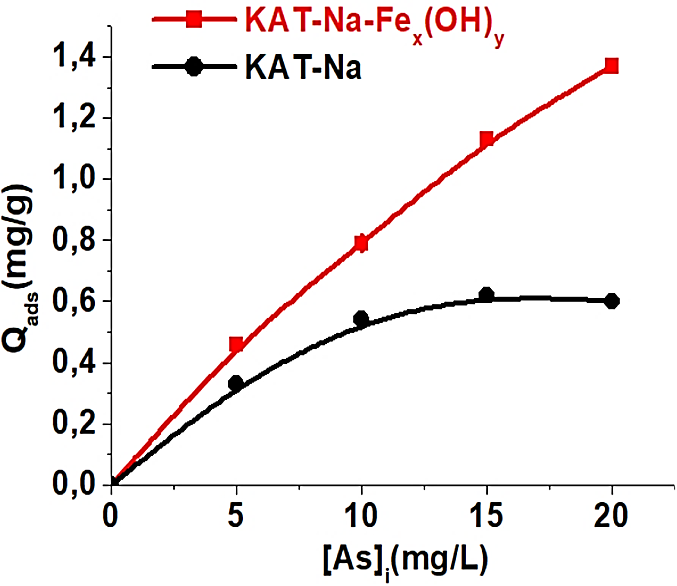 KAT-Na-Feₓ(OH)ᵧ
KAT-Na
1,4
1,2
1,0
0,8
0,6
0,4
0,2
0,0
Qads(mg/g)
0 5 10 15 20
[As]i(mg/L)